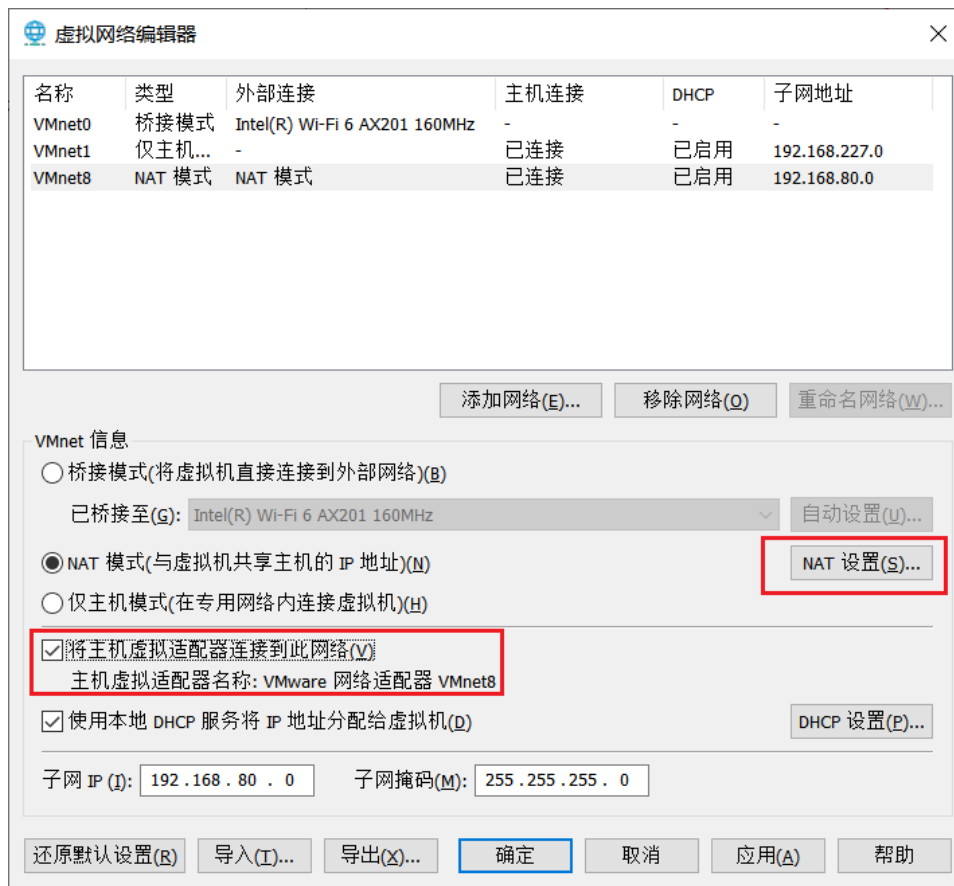 虚拟网络编辑器
名称 类型 外部连接 主机连接 DHCP 子网地址
VMnet0 桥接模式 Intel(R) Wi-Fi 6 AX201 160MHz - - -
VMnet1 仅主机... - 已连接 已启用 192.168.227.0
VMnet8 NAT 模式 NAT 模式 已连接 已启用 192.168.80.0
添加网络(E)... 移除网络(O) 重命名网络(W)...
VMnet 信息
桥接模式(将虚拟机直接连接到外部网络)(B)
已桥接至(G): Intel(R) Wi-Fi 6 AX201 160MHz 自动设置(U)...
NAT 模式(与虚拟机共享主机的 IP 地址)(N) NAT 设置(S)...
仅主机模式(在专用网络内连接虚拟机)(H)
将主机虚拟适配器连接到此网络(V)
主机虚拟适配器名称: VMware 网络适配器 VMnet8
使用本地 DHCP 服务将 IP 地址分配给虚拟机(D) DHCP 设置(P)...
子网 IP (I): 192 . 168 . 80 . 0 子网掩码(M): 255 . 255 . 255 . 0
还原默认设置(R) 导入(T)... 导出(X)... 确定 取消 应用(A) 帮助